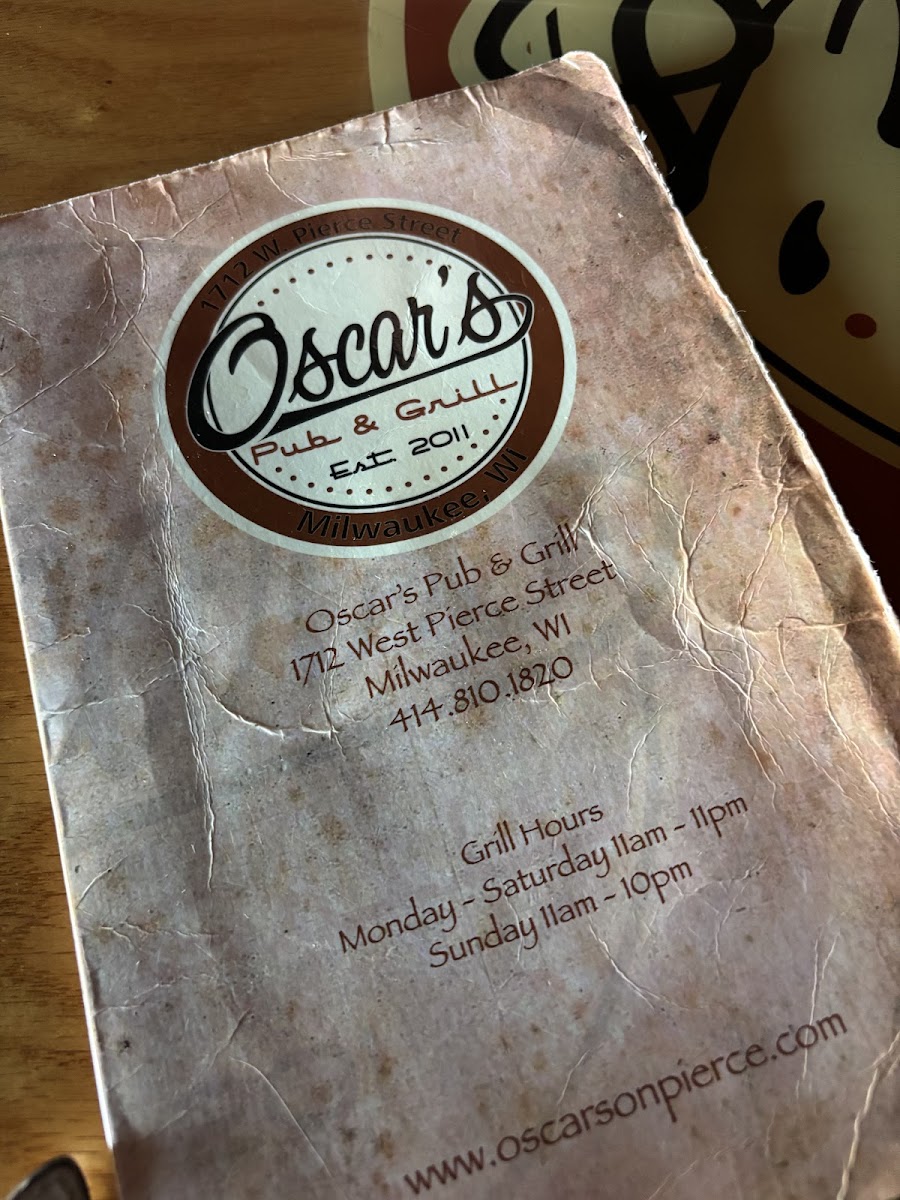 1712 W. Pierce Street
Oscar's
Pub & Grill
Est. 2011
Milwaukee, WI
Oscar's Pub & Grill
1712 West Pierce Street
Milwaukee, WI
414.810.1820
Grill Hours
Monday - Saturday 11am - 11pm
Sunday 11am - 10pm
www.oscarsonpierce.com